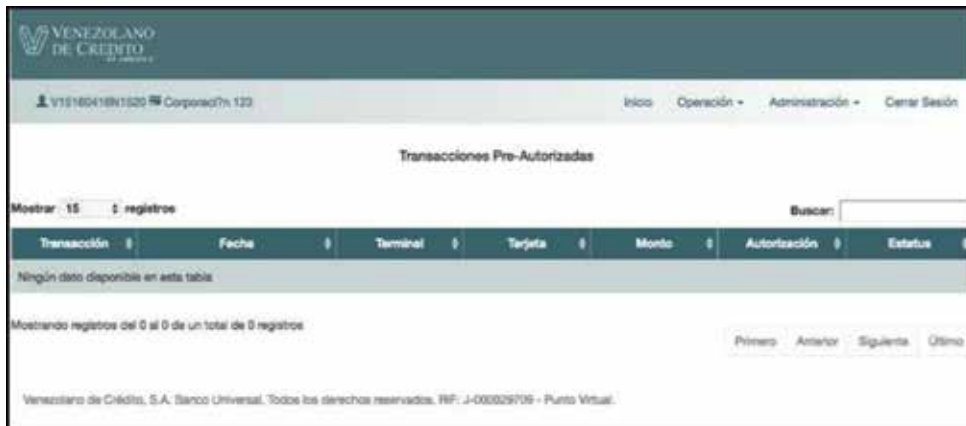 VENEZOLANO
DE CRÉDITO
Corporaci?n 123
Inicio Operación Administración Cerrar Sesión
Transacciones Pre-Autorizadas
Mostrar 15 registros
Buscar:
Transacción Fecha Terminal Tarjeta Monto Autorización Estatus
Ningún dato disponible en esta tabla
Mostrando registros del 0 al 0 de un total de 0 registros
Primero Anterior Siguiente Último
Venezolano de Crédito, S.A. Banco Universal. Todos los derechos reservados. RIF: J-000029709 - Punto Virtual.